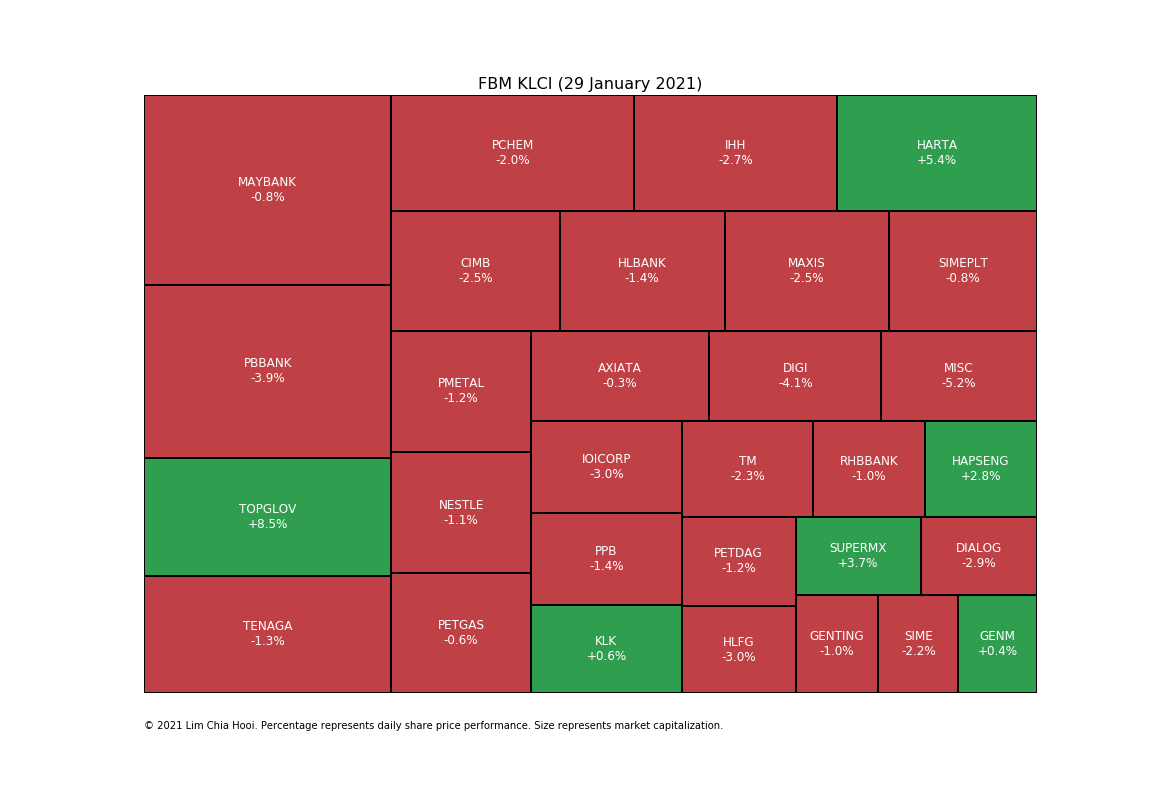 FBM KLCI (29 January 2021)
MAYBANK
-0.8%
PCHEM
-2.0%
IHH
-2.7%
HARTA
+5.4%
CIMB
-2.5%
HLBANK
-1.4%
MAXIS
-2.5%
SIMEPLT
-0.8%
PBBANK
-3.9%
PMETAL
-1.2%
AXIATA
-0.3%
DIGI
-4.1%
MISC
-5.2%
IOICORP
-3.0%
TM
-2.3%
RHBBANK
-1.0%
HAPSENG
+2.8%
TOPGLOV
+8.5%
NESTLE
-1.1%
PPB
-1.4%
PETDAG
-1.2%
SUPERMX
+3.7%
DIALOG
-2.9%
TENAGA
-1.3%
PETGAS
-0.6%
KLK
+0.6%
HLFG
-3.0%
GENTING
-1.0%
SIME
-2.2%
GENM
+0.4%
© 2021 Lim Chia Hooi. Percentage represents daily share price performance. Size represents market capitalization.